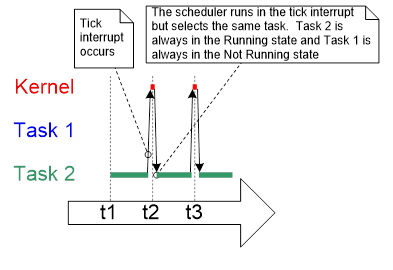 Tick
interrupt
occurs
The scheduler runs in the tick interrupt
but selects the same task.  Task 2 is
always in the Running state and Task 1 is
always in the Not Running state
Kernel
Task 1
Task 2
t1
t2
t3